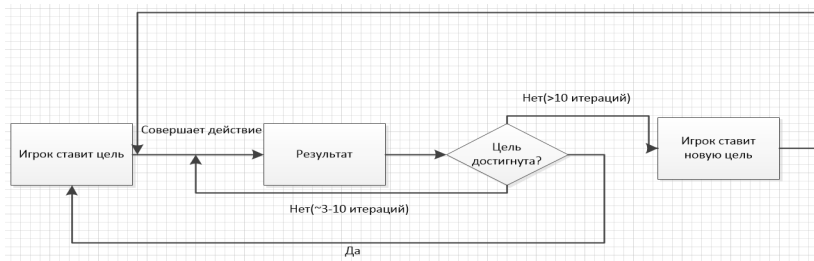 Нет(>10 итераций)
Совершает действие
Игрок ставит цель
Результат
Цель
достигнута?
Игрок ставит
новую цель
Нет(~3-10 итераций)
Да